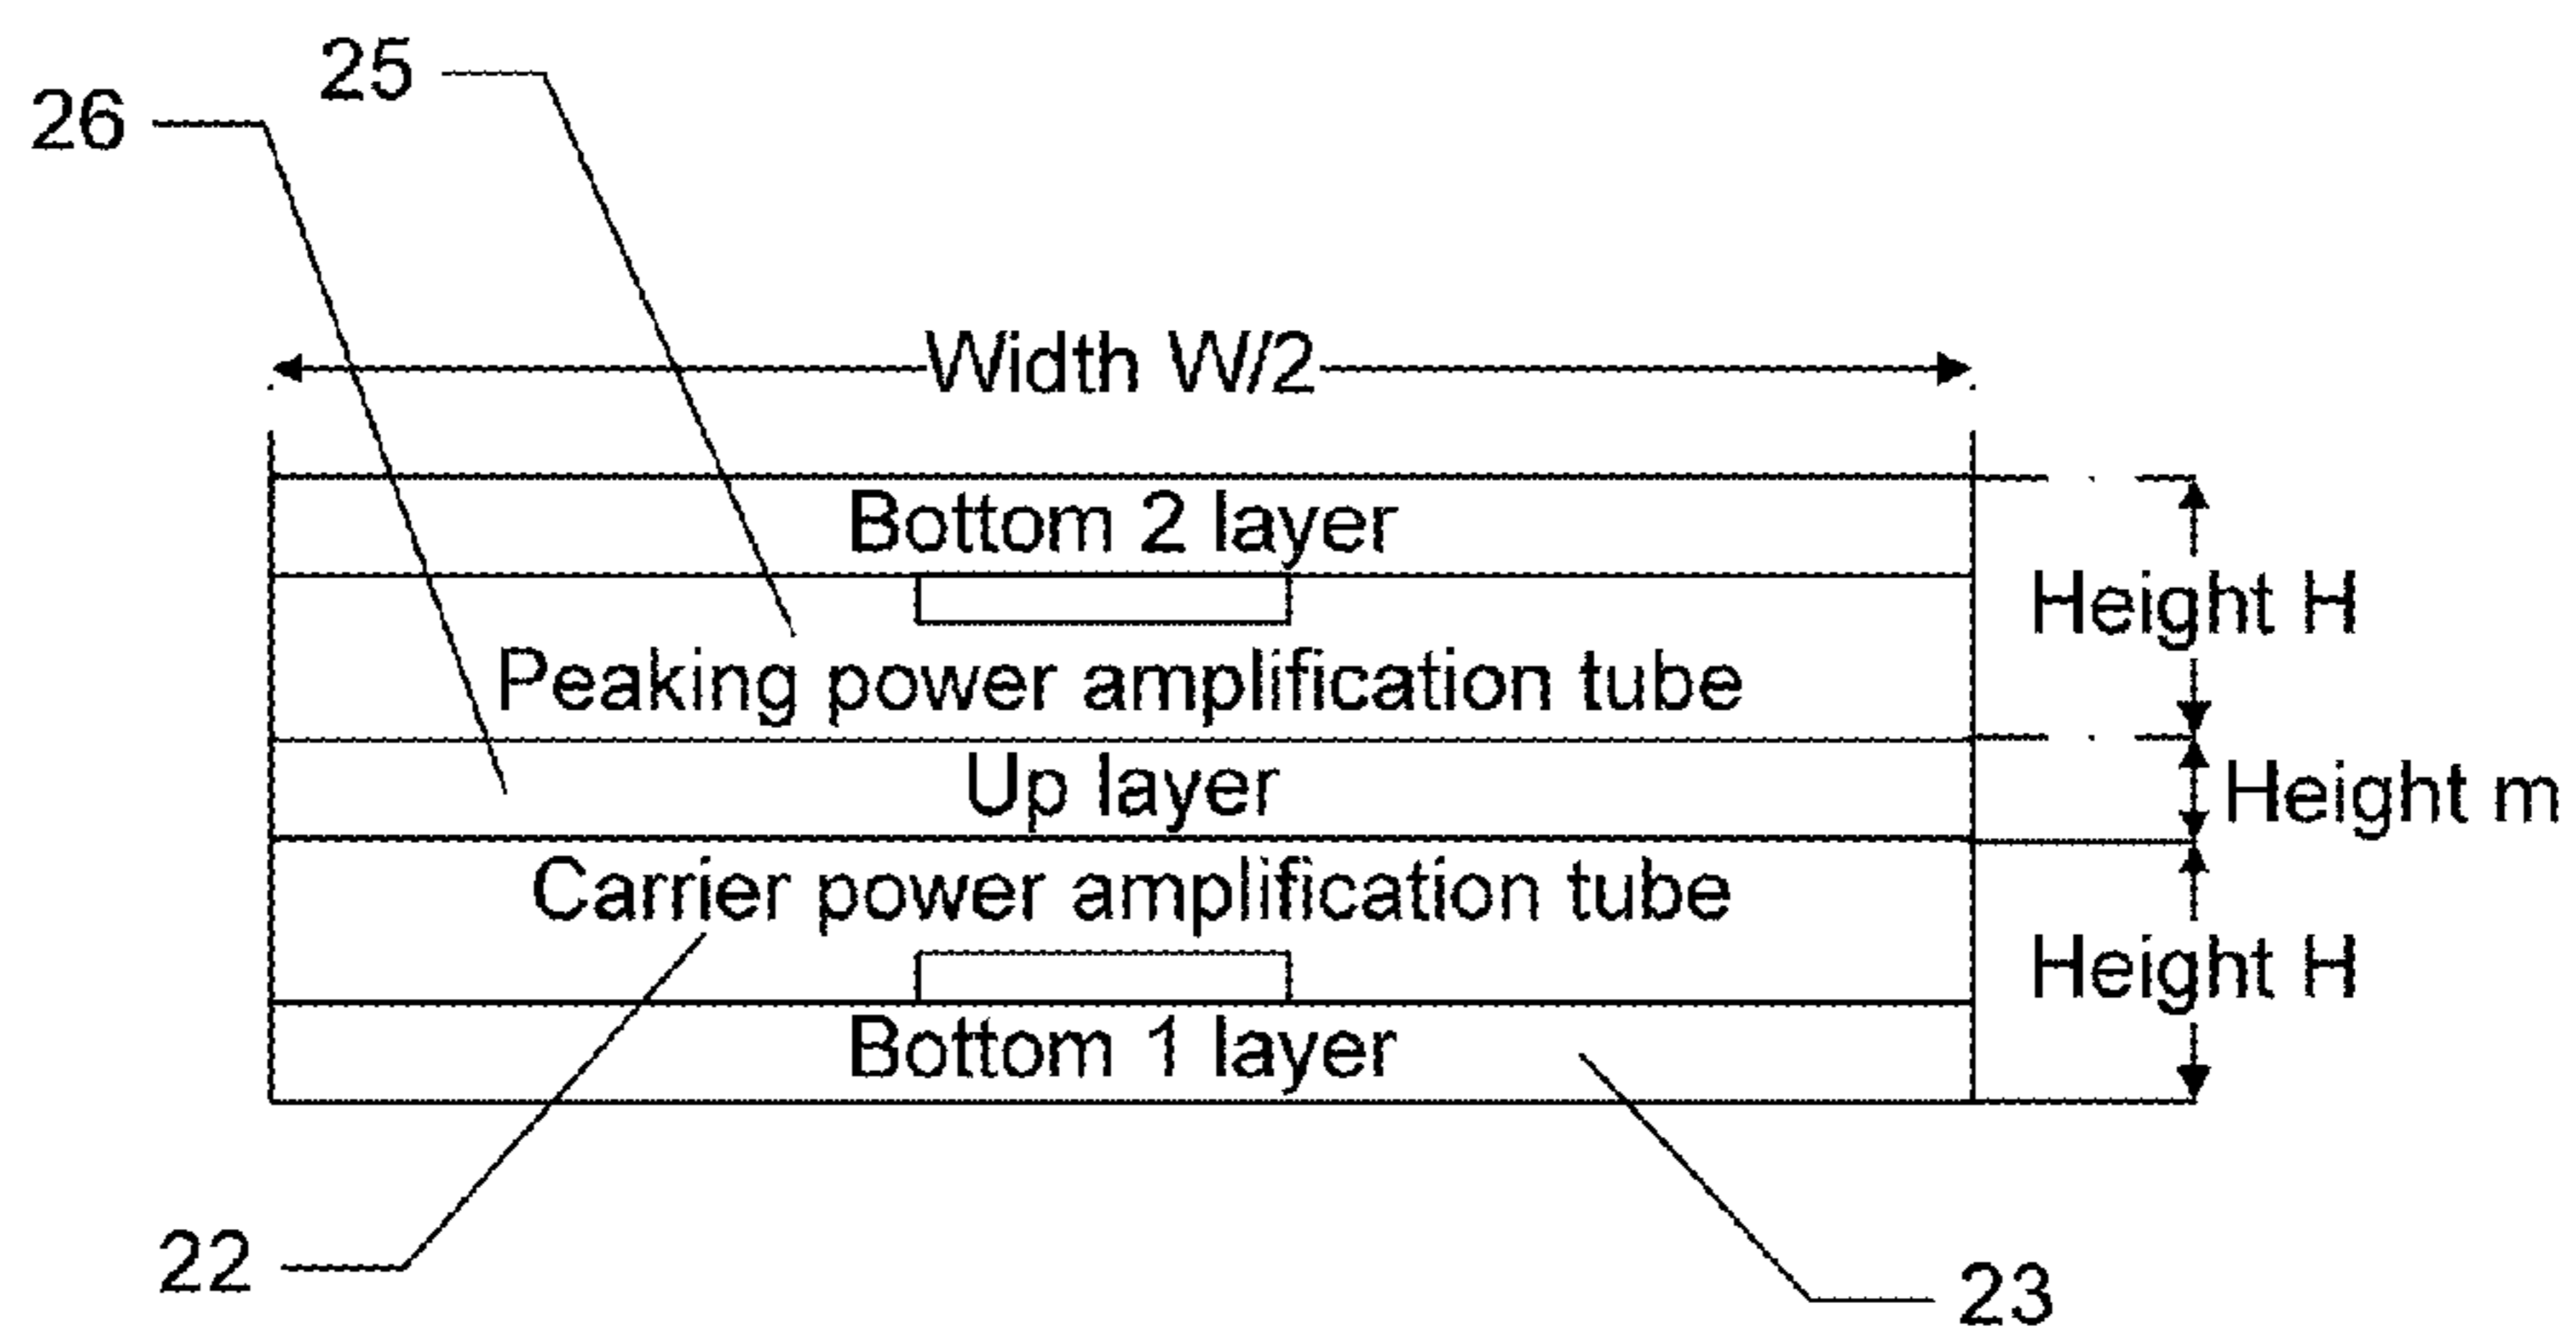 25
26
Width W/2
Bottom 2 layer
Height H
Peaking power amplification tube
Up layer
Height m
Carrier power amplification tube
Height H
Bottom 1 layer
22
23